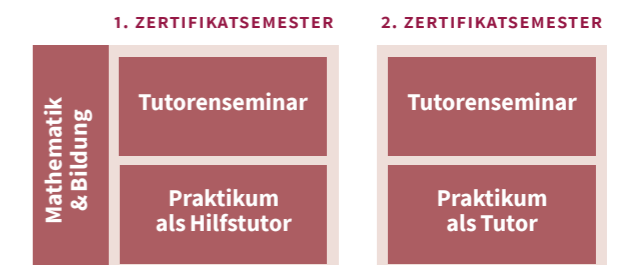 1. ZERTIFIKATSEMESTER
2. ZERTIFIKATSEMESTER
Mathematik
& Bildung
Tutorenseminar
Praktikum
als Hilfstutor
Tutorenseminar
Praktikum
als Tutor